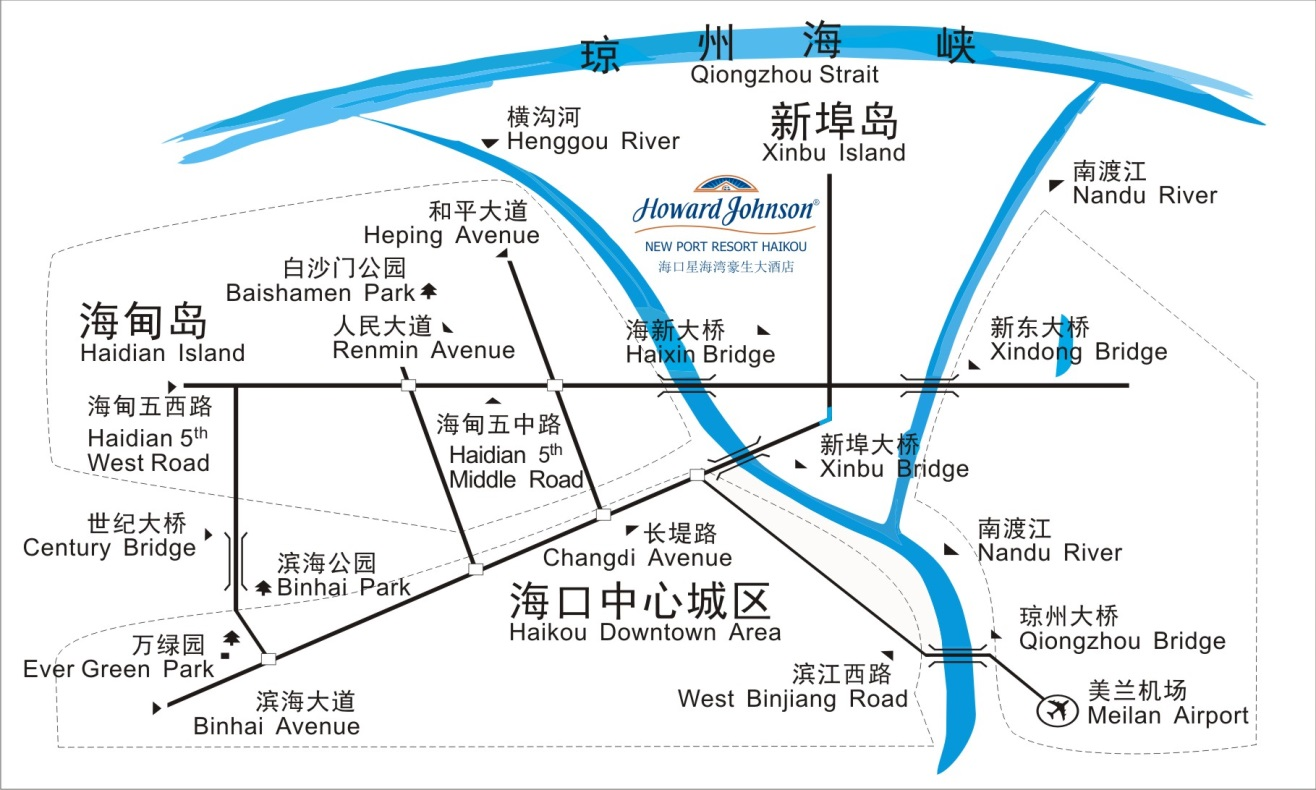 琼州海峡
Qiongzhou Strait
横沟河
Henggou River
新埠岛
Xinbu Island
南渡江
Nandu River
Howard Johnson®
NEW PORT RESORT HAIKOU
海口星海湾豪生大酒店
和平大道
Heping Avenue
白沙门公园
Baishamen Park
海甸岛
Haidian Island
人民大道
Renmin Avenue
海新大桥
Haixin Bridge
新东大桥
Xindong Bridge
海甸五西路
Haidian 5th
West Road
海甸五中路
Haidian 5th
Middle Road
新埠大桥
Xinbu Bridge
世纪大桥
Century Bridge
滨海公园
Binhai Park
长堤路
Changdi Avenue
南渡江
Nandu River
海口中心城区
Haikou Downtown Area
万绿园
Ever Green Park
琼州大桥
Qiongzhou Bridge
滨江西路
West Binjiang Road
美兰机场
Meilan Airport
滨海大道
Binhai Avenue